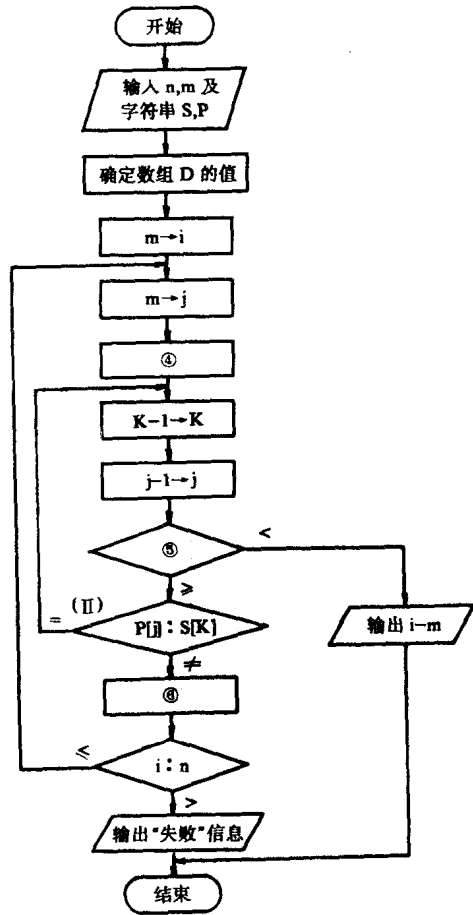 开始
输入 n,m 及
字符串 S,P
确定数组 D 的值
m→i
m→j
④
K-1→K
j-1→j
⑤
<
≥
(Ⅱ)
=
P[j]：S[K]
输出 i-m
≠
⑥
≤
i：n
>
输出“失败”信息
结束